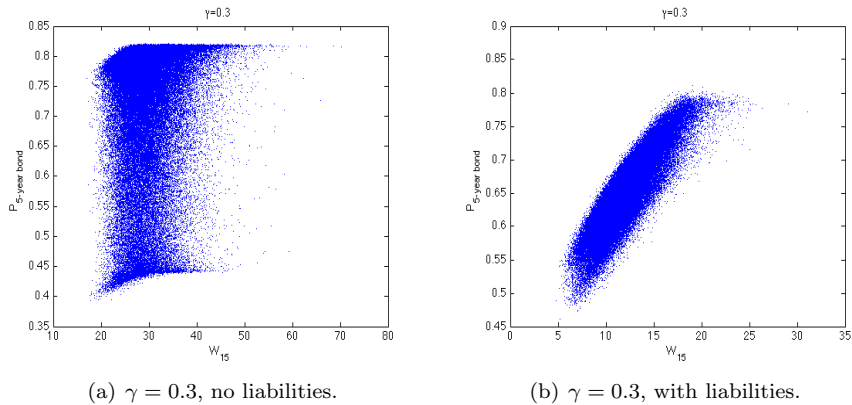 γ=0.3
0.85
0.8
0.75
0.7
0.65
0.6
0.55
0.5
0.45
0.4
0.35
P5-year bond
10 20 30 40 50 60 70 80
W15
(a) γ = 0.3, no liabilities.
γ=0.3
0.9
0.85
0.8
0.75
0.7
0.65
0.6
0.55
0.5
0.45
P5-year bond
0 5 10 15 20 25 30 35
W15
(b) γ = 0.3, with liabilities.